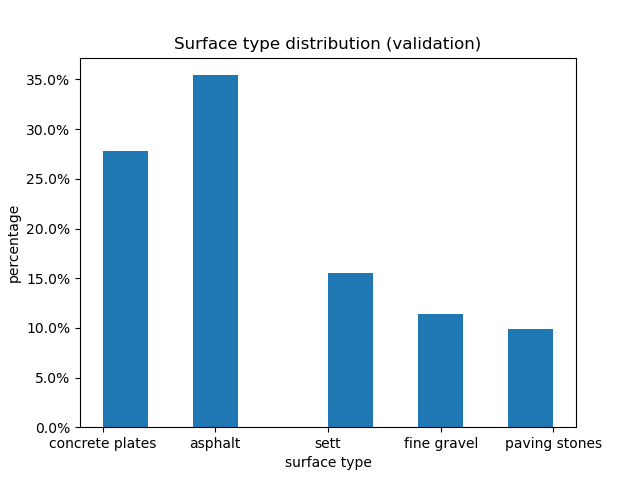 Surface type distribution (validation)
35.0%
30.0%
25.0%
20.0%
15.0%
10.0%
5.0%
0.0%
percentage
concrete plates asphalt sett fine gravel paving stones
surface type